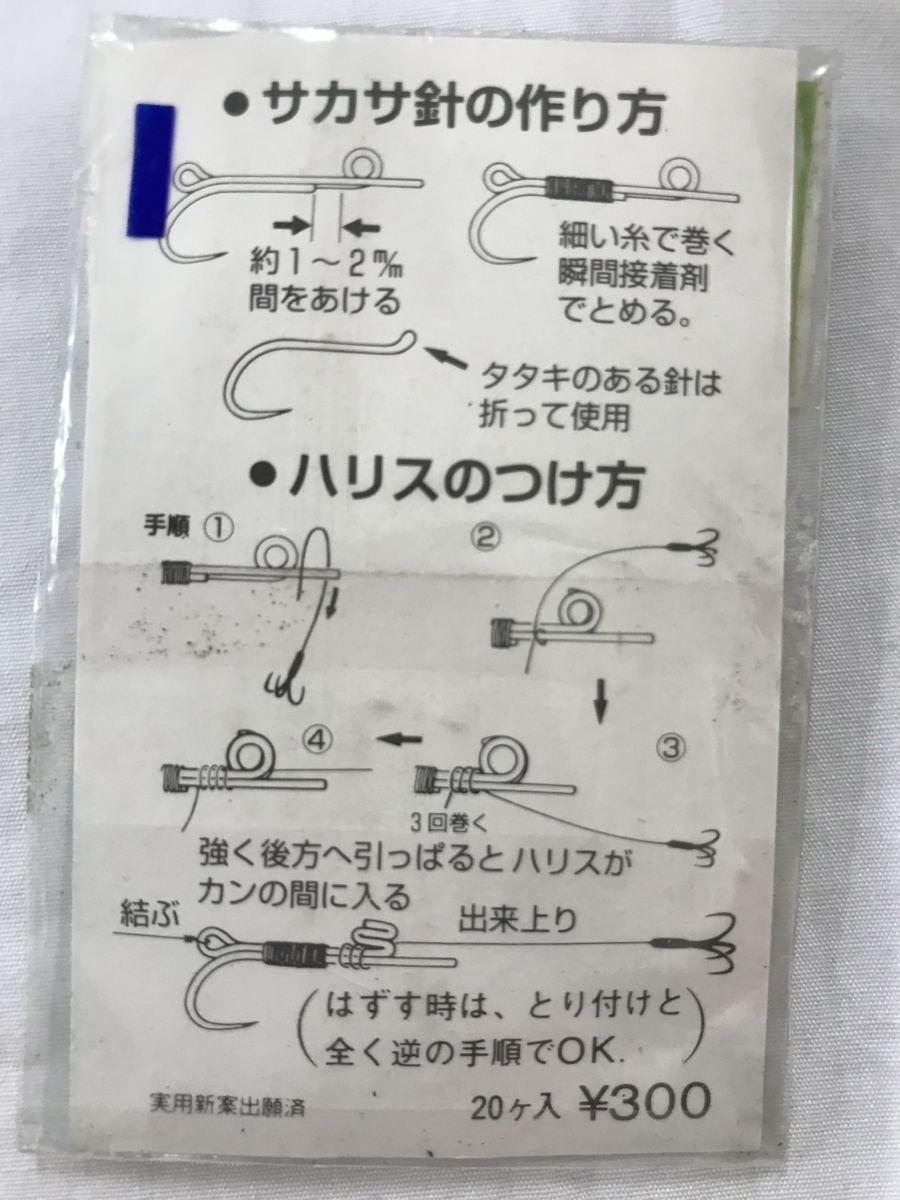 ●サカサ針の作り方
約1～2㎜
間をあける
細い糸で巻く
瞬間接着剤
でとめる。
タタキのある針は
折って使用
●ハリスのつけ方
手順 ①
②
③
④
3回巻く
強く後方へ引っぱるとハリスが
カンの間に入る
結ぶ
出来上り
(はずす時は、とり付けと
全く逆の手順でOK.)
実用新案出願済
20ヶ入 ¥300